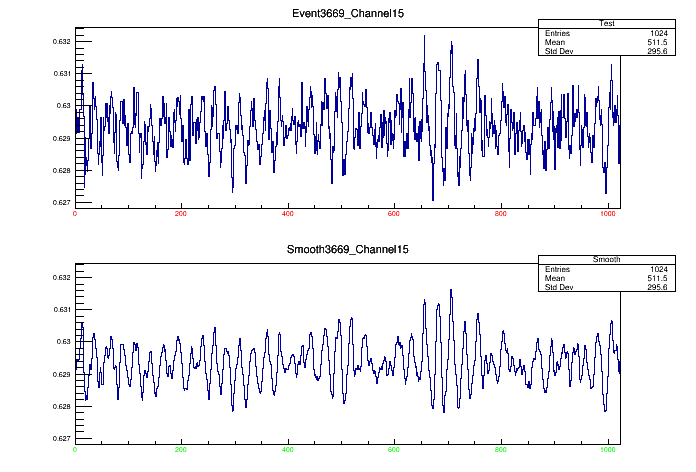 Event3669_Channel15
Test
Entries 1024
Mean 511.5
Std Dev 295.6
0.632
0.631
0.63
0.629
0.628
0.627
0 200 400 600 800 1000
Smooth3669_Channel15
Smooth
Entries 1024
Mean 511.5
Std Dev 295.6
0.632
0.631
0.63
0.629
0.628
0.627
0 200 400 600 800 1000